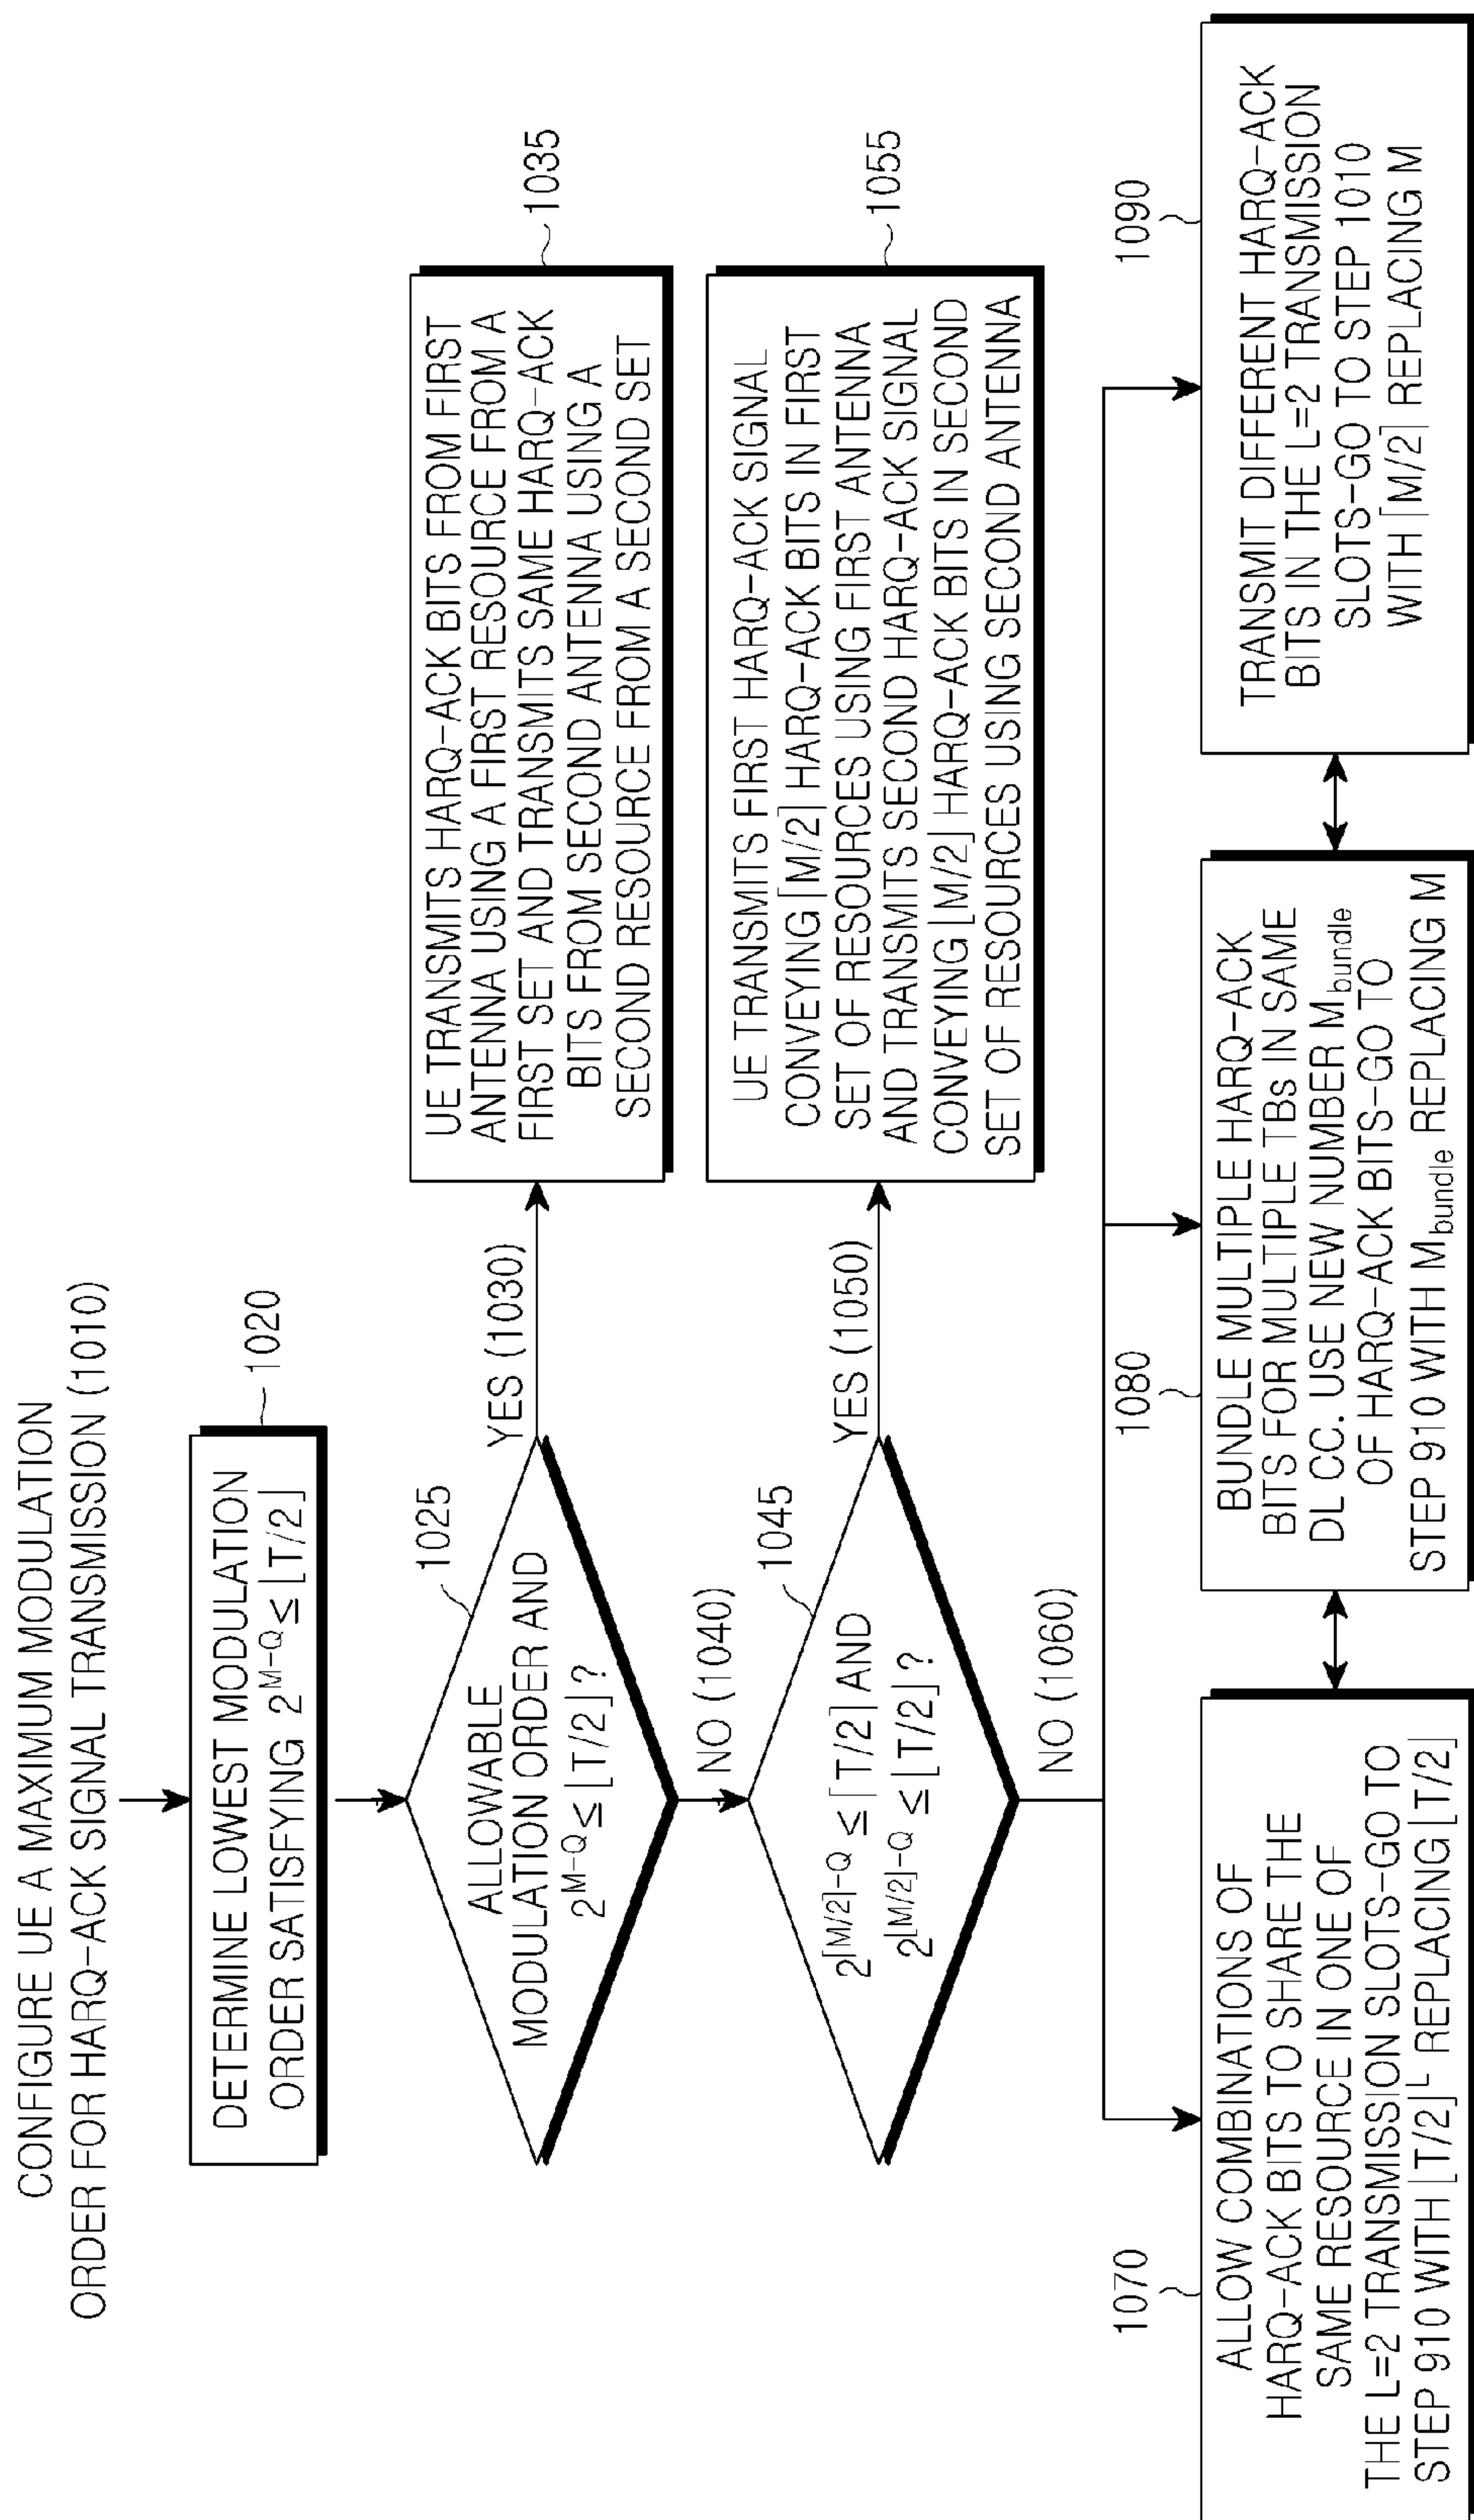 CONFIGURE UE A MAXIMUM MODULATION
ORDER FOR HARQ-ACK SIGNAL TRANSMISSION (1010)
1020
DETERMINE LOWEST MODULATION
ORDER SATISFYING 2^{M-Q} ≤ ⌊T/2⌋
1025
ALLOWABLE
MODULATION ORDER AND
2^{M-Q} ≤ ⌊T/2⌋ ?
YES (1030)
1035
UE TRANSMITS HARQ-ACK BITS FROM FIRST
ANTENNA USING A FIRST RESOURCE FROM A
FIRST SET AND TRANSMITS SAME HARQ-ACK
BITS FROM SECOND ANTENNA USING A
SECOND RESOURCE FROM A SECOND SET
NO (1040)
1045
2^{⌈M/2⌉-Q} ≤ ⌈T/2⌉ AND
2^{⌊M/2⌋-Q} ≤ ⌊T/2⌋ ?
YES (1050)
1055
UE TRANSMITS FIRST HARQ-ACK SIGNAL
CONVEYING ⌈M/2⌉ HARQ-ACK BITS IN FIRST
SET OF RESOURCES USING FIRST ANTENNA
AND TRANSMITS SECOND HARQ-ACK SIGNAL
CONVEYING ⌊M/2⌋ HARQ-ACK BITS IN SECOND
SET OF RESOURCES USING SECOND ANTENNA
NO (1060)
1070
ALLOW COMBINATIONS OF
HARQ-ACK BITS TO SHARE THE
SAME RESOURCE IN ONE OF
THE L=2 TRANSMISSION SLOTS-GO TO
STEP 910 WITH ⌊T/2⌋^L REPLACING ⌊T/2⌋
1080
BUNDLE MULTIPLE HARQ-ACK
BITS FOR MULTIPLE TBs IN SAME
DL CC. USE NEW NUMBER M_bundle
OF HARQ-ACK BITS-GO TO
STEP 910 WITH M_bundle REPLACING M
1090
TRANSMIT DIFFERENT HARQ-ACK
BITS IN THE L=2 TRANSMISSION
SLOTS-GO TO STEP 1010
WITH ⌈M/2⌉ REPLACING M